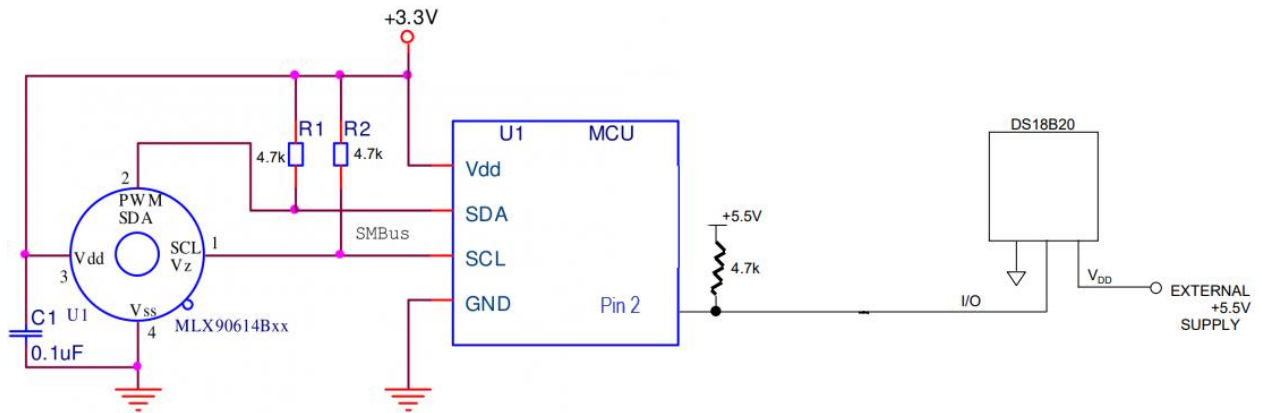 +3.3V
R1
R2
4.7k
4.7k
2
PWM
SDA
SCL
Vz
1
Vdd
3
Vss
4
U1
MLX90614Bxx
C1
0.1uF
SMBus
U1
MCU
Vdd
SDA
SCL
GND
Pin 2
+5.5V
4.7k
I/O
DS18B20
VDD
EXTERNAL
+5.5V
SUPPLY